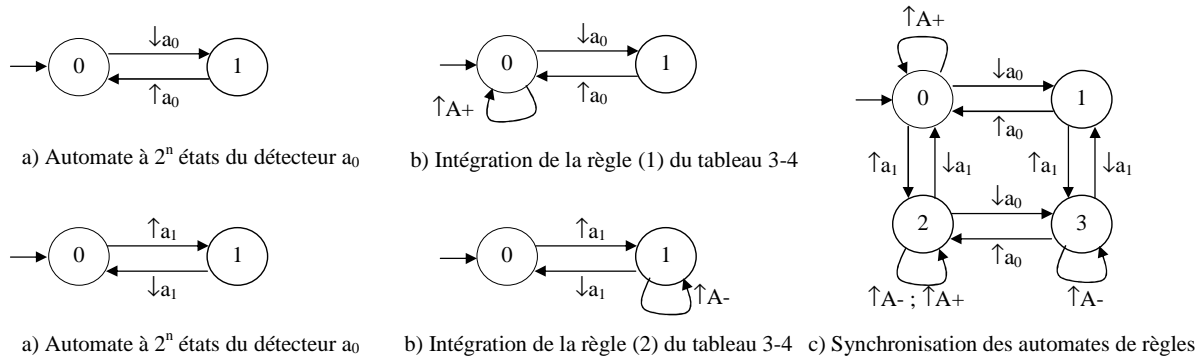 0
↓a₀
↑a₀
1
a) Automate à 2ⁿ états du détecteur a₀
0
↓a₀
↑a₀
1
↑A+
b) Intégration de la règle (1) du tableau 3-4
0
↑a₁
↓a₁
1
a) Automate à 2ⁿ états du détecteur a₀
0
↑a₁
↓a₁
1
↑A-
b) Intégration de la règle (2) du tableau 3-4
↑A+
0
↓a₀
↑a₀
1
↑a₁
↓a₁
↑a₁
↓a₁
2
↓a₀
↑a₀
3
↑A- ; ↑A+
↑A-
c) Synchronisation des automates de règles